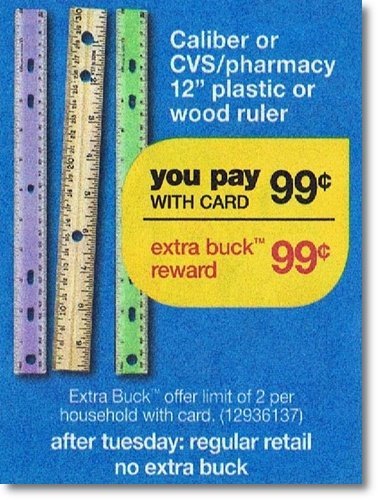 Caliber or
CVS/pharmacy
12" plastic or
wood ruler
you pay 99¢
WITH CARD
extra buck™ 99¢
reward
Extra Buck™ offer limit of 2 per
household with card. (12936137)
after tuesday: regular retail
no extra buck